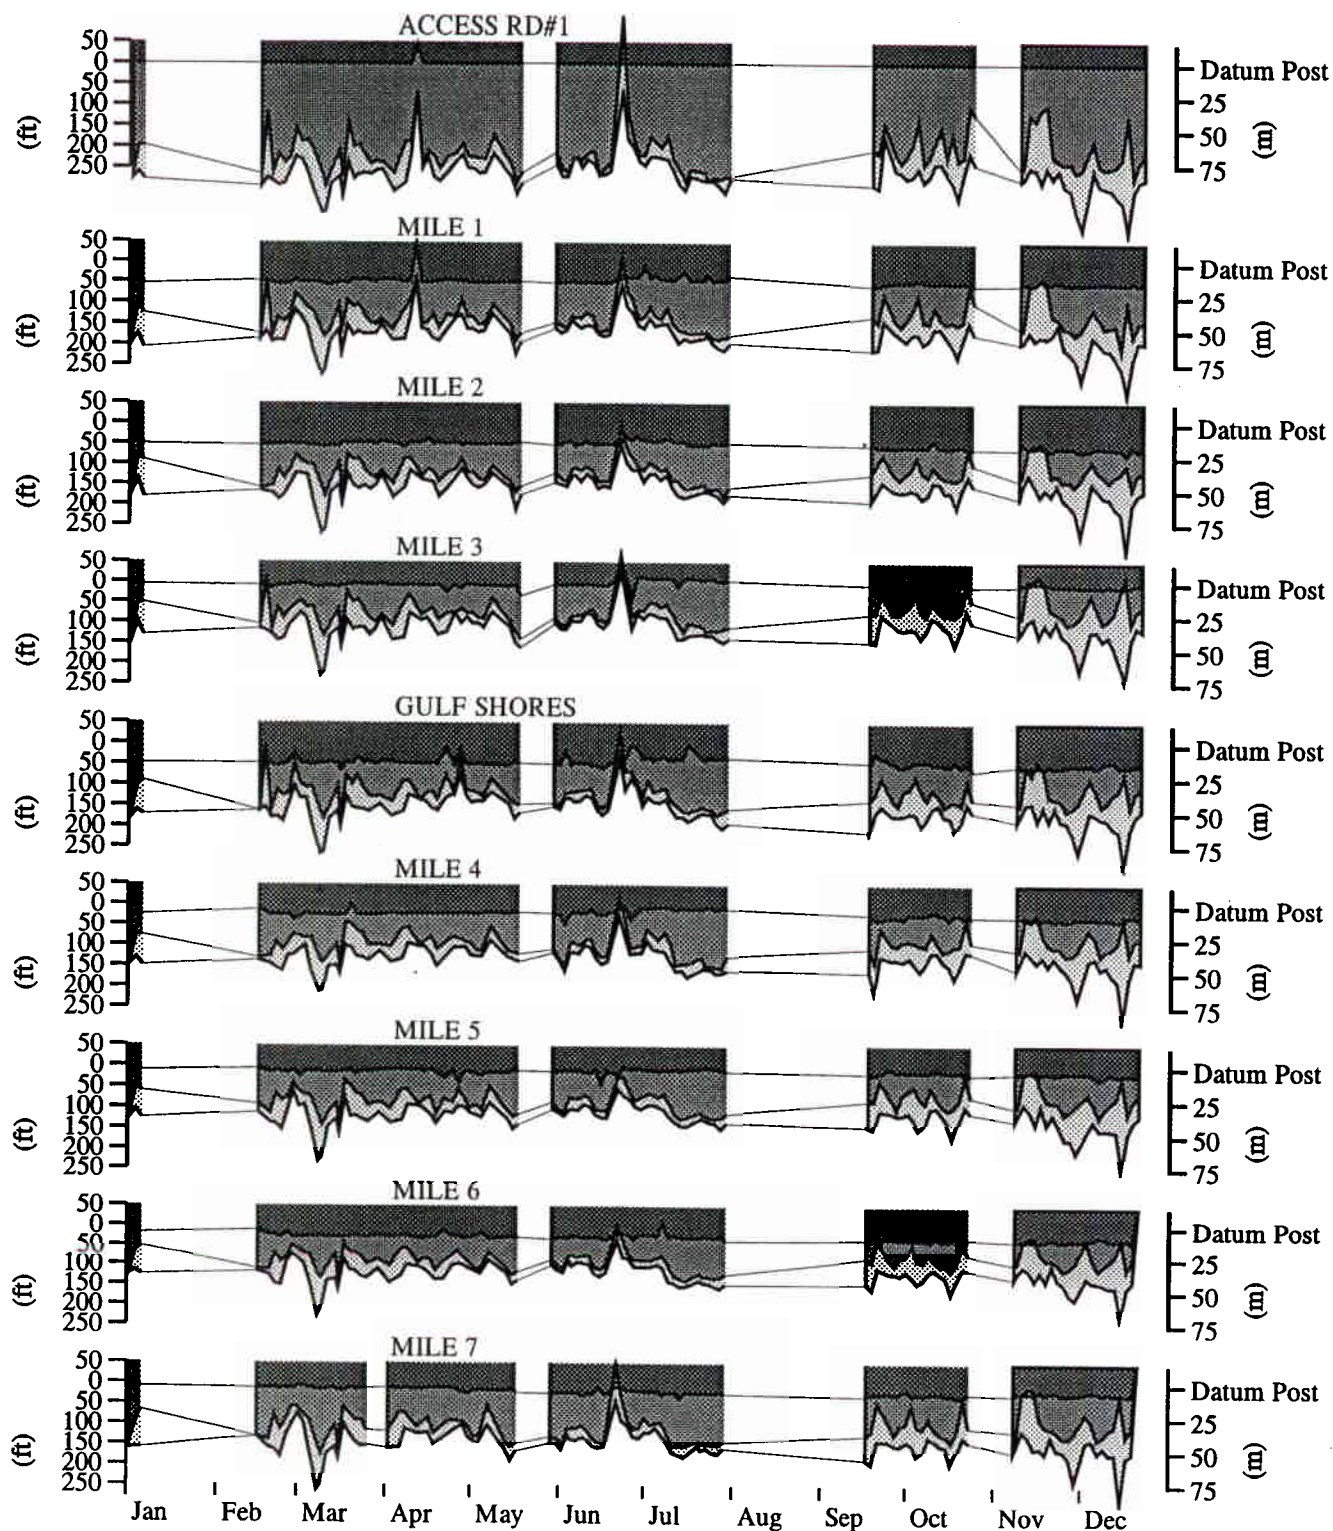 ACCESS RD#1
50
0
50
100
150
200
250
(ft)
Datum Post
25
50
75
(m)
MILE 1
50
0
50
100
150
200
250
(ft)
Datum Post
25
50
75
(m)
MILE 2
50
0
50
100
150
200
250
(ft)
Datum Post
25
50
75
(m)
MILE 3
50
0
50
100
150
200
250
(ft)
Datum Post
25
50
75
(m)
GULF SHORES
50
0
50
100
150
200
250
(ft)
Datum Post
25
50
75
(m)
MILE 4
50
0
50
100
150
200
250
(ft)
Datum Post
25
50
75
(m)
MILE 5
50
0
50
100
150
200
250
(ft)
Datum Post
25
50
75
(m)
MILE 6
50
0
50
100
150
200
250
(ft)
Datum Post
25
50
75
(m)
MILE 7
50
0
50
100
150
200
250
(ft)
Datum Post
25
50
75
(m)
Jan Feb Mar Apr May Jun Jul Aug Sep Oct Nov Dec